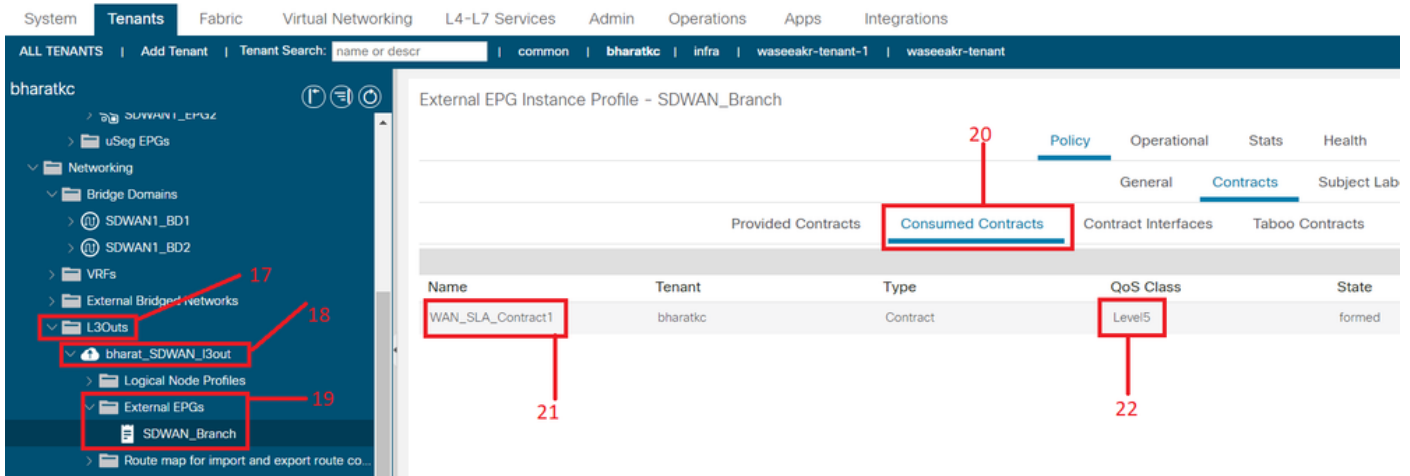 System Tenants Fabric Virtual Networking L4-L7 Services Admin Operations Apps Integrations
ALL TENANTS | Add Tenant | Tenant Search: name or descr | common | bharatkc | infra | waseeakr-tenant-1 | waseeakr-tenant
bharatkc
SDWAN1_EPG2
uSeg EPGs
Networking
Bridge Domains
SDWAN1_BD1
SDWAN1_BD2
VRFs
17
External Bridged Networks
L3Outs
18
bharat_SDWAN_l3out
Logical Node Profiles
External EPGs
19
SDWAN_Branch
Route map for import and export route co...
External EPG Instance Profile - SDWAN_Branch
20
Policy Operational Stats Health
General Contracts Subject Lab
Provided Contracts Consumed Contracts Contract Interfaces Taboo Contracts
Name Tenant Type QoS Class State
WAN_SLA_Contract1 bharatkc Contract Level5 formed
21 22